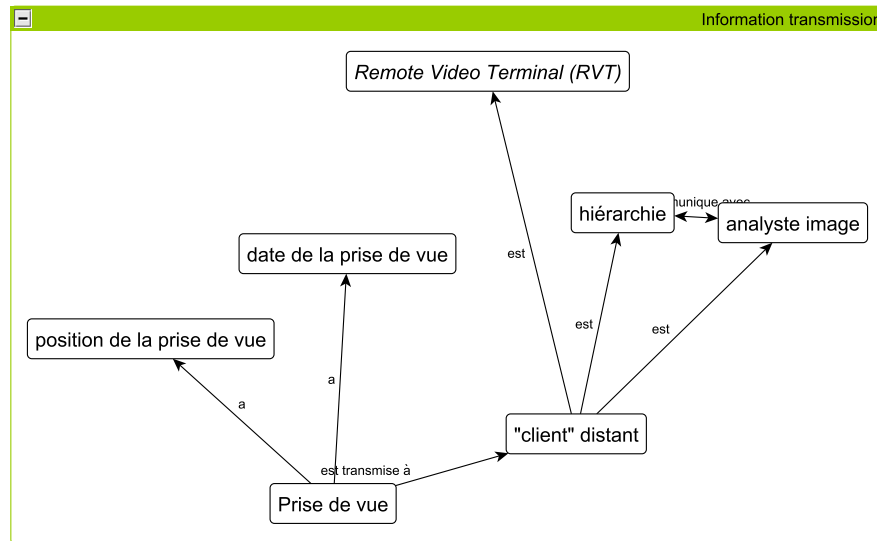 Information transmission
Remote Video Terminal (RVT)
hiérarchie
analyste image
est
date de la prise de vue
position de la prise de vue
est
est
a
a
"client" distant
est transmise à
Prise de vue